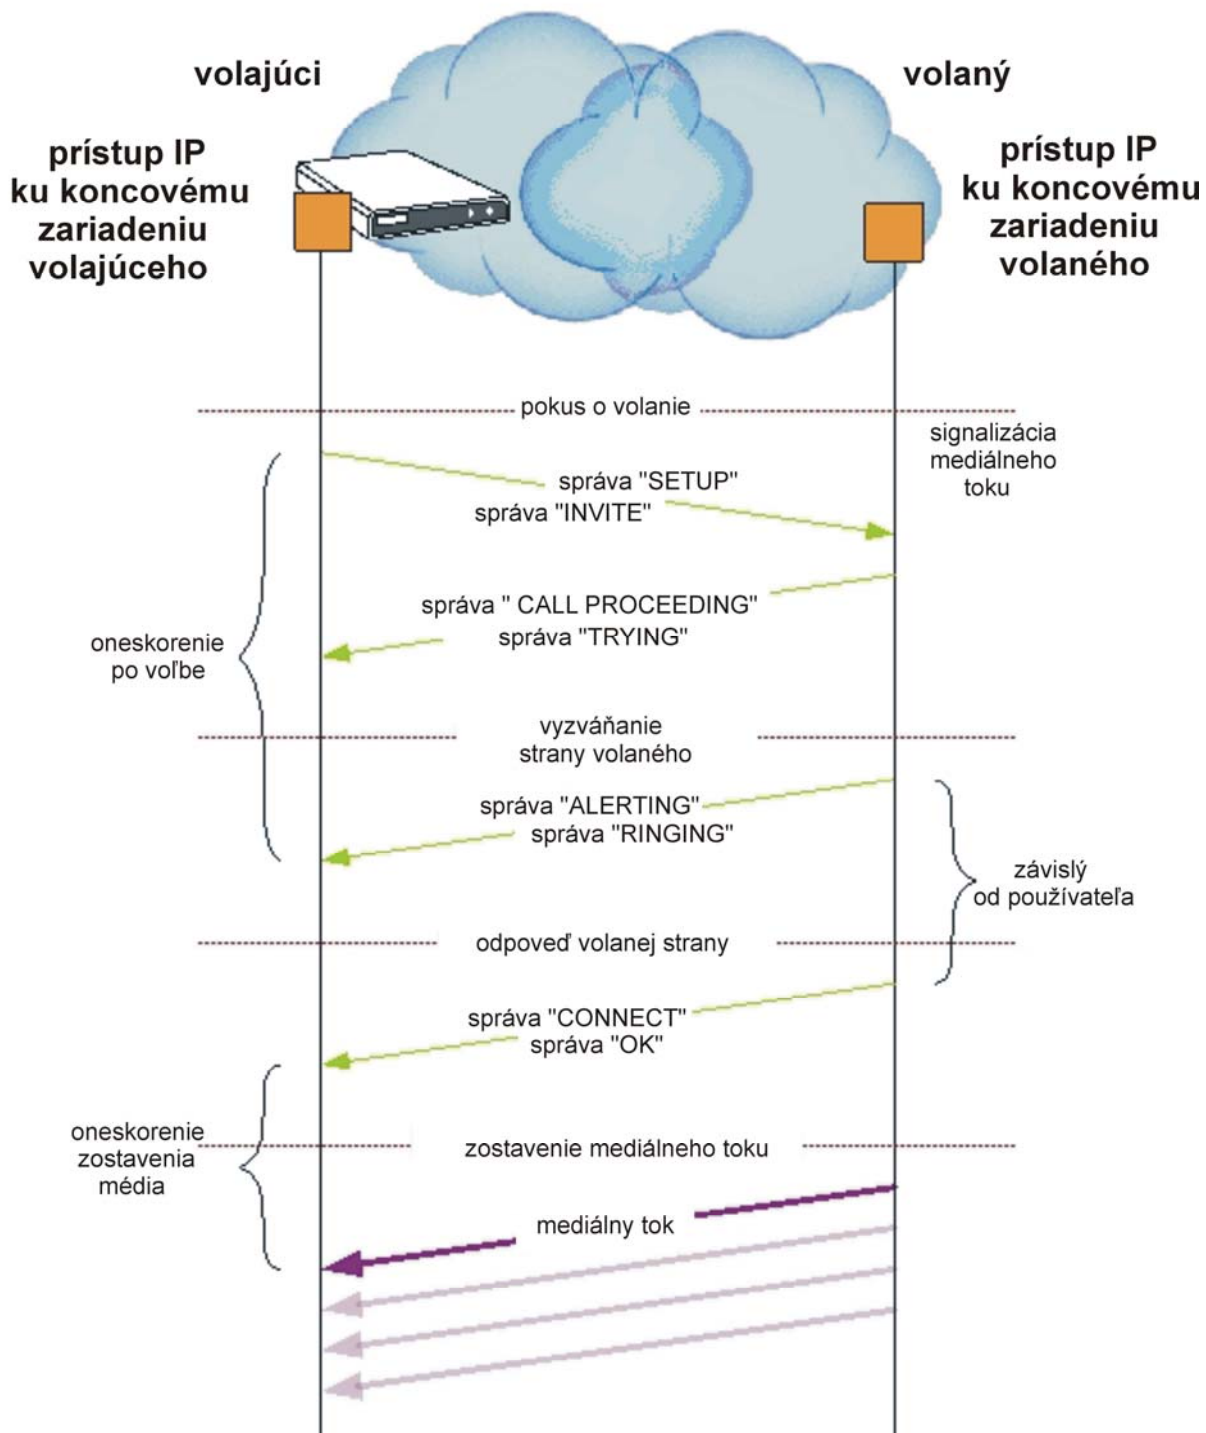 volajúci
volaný
prístup IP
ku koncovému
zariadeniu
volajúceho
prístup IP
ku koncovému
zariadeniu
volaného
pokus o volanie
signalizácia
mediálneho
toku
správa "SETUP"
správa "INVITE"
správa " CALL PROCEEDING"
správa "TRYING"
oneskorenie
po voľbe
vyzváňanie
strany volaného
správa "ALERTING"
správa "RINGING"
závislý
od používateľa
odpoveď volanej strany
správa "CONNECT"
správa "OK"
oneskorenie
zostavenia
média
zostavenie mediálneho toku
mediálny tok